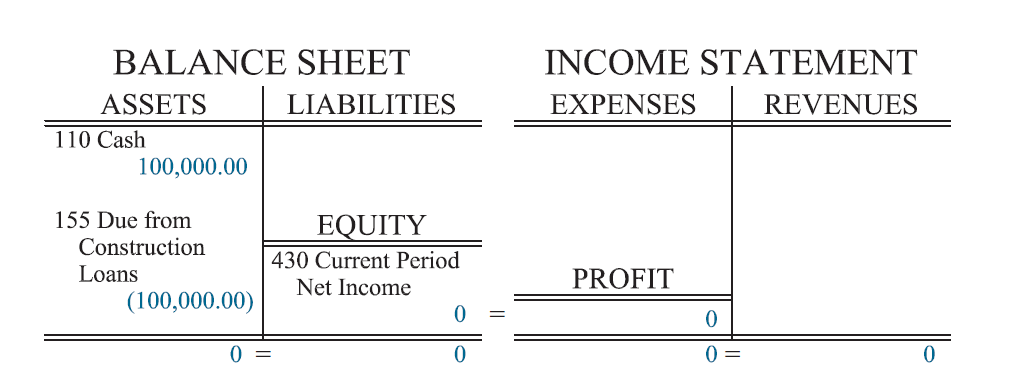 BALANCE SHEET
ASSETS LIABILITIES
110 Cash
100,000.00
155 Due from
Construction
Loans
(100,000.00)
EQUITY
430 Current Period
Net Income
0 =
0 = 0
INCOME STATEMENT
EXPENSES REVENUES
PROFIT
0
0 = 0